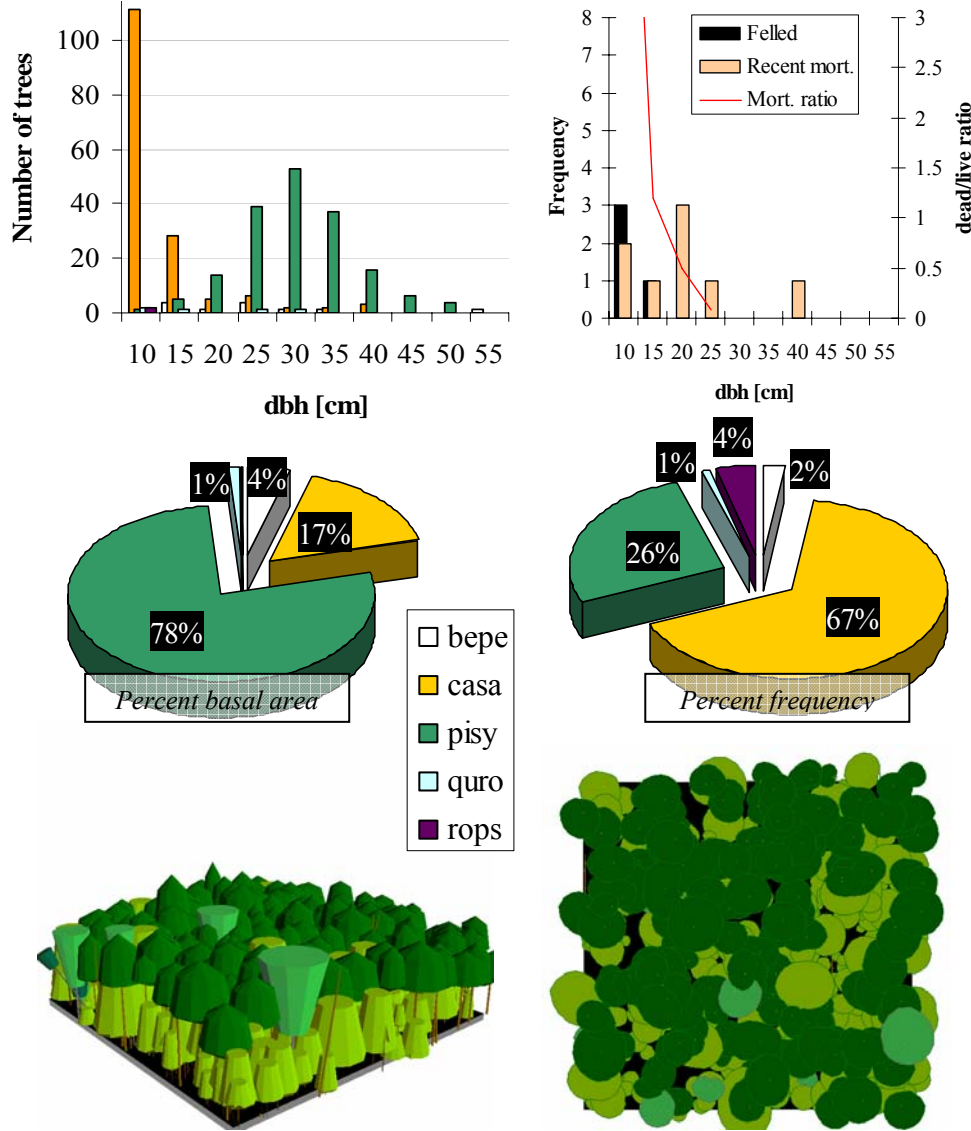 Number of trees
100
80
60
40
20
0
10 15 20 25 30 35 40 45 50 55
dbh [cm]
Frequency
8
7
6
5
4
3
2
1
0
Felled
Recent mort.
Mort. ratio
3
2.5
2
1.5
1
0.5
0
dead/live ratio
10 15 20 25 30 35 40 45 50 55
dbh [cm]
1%
4%
17%
78%
Percent basal area
1%
4%
2%
26%
67%
Percent frequency
bepe
casa
pisy
quro
rops